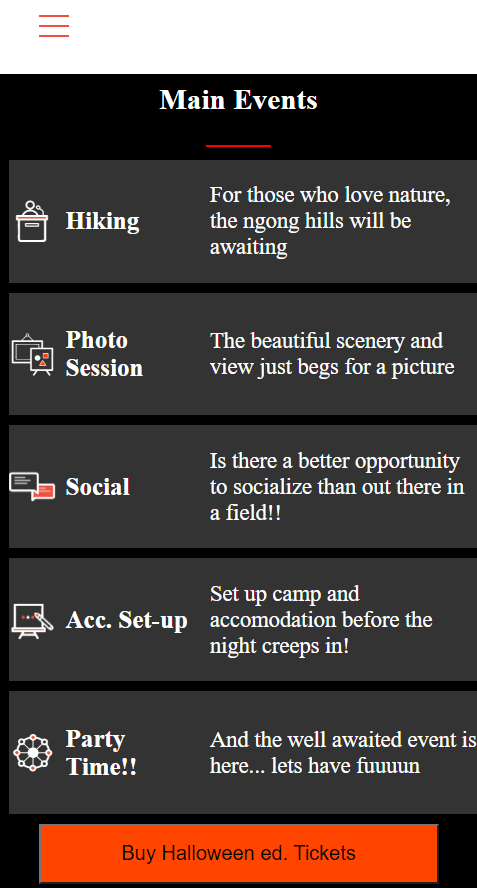 Main Events
Hiking
For those who love nature,
the ngong hills will be
awaiting
Photo
Session
The beautiful scenery and
view just begs for a picture
Social
Is there a better opportunity
to socialize than out there in
a field!!
Acc. Set-up
Set up camp and
accomodation before the
night creeps in!
Party
Time!!
And the well awaited event is
here... lets have fuuuun
Buy Halloween ed. Tickets